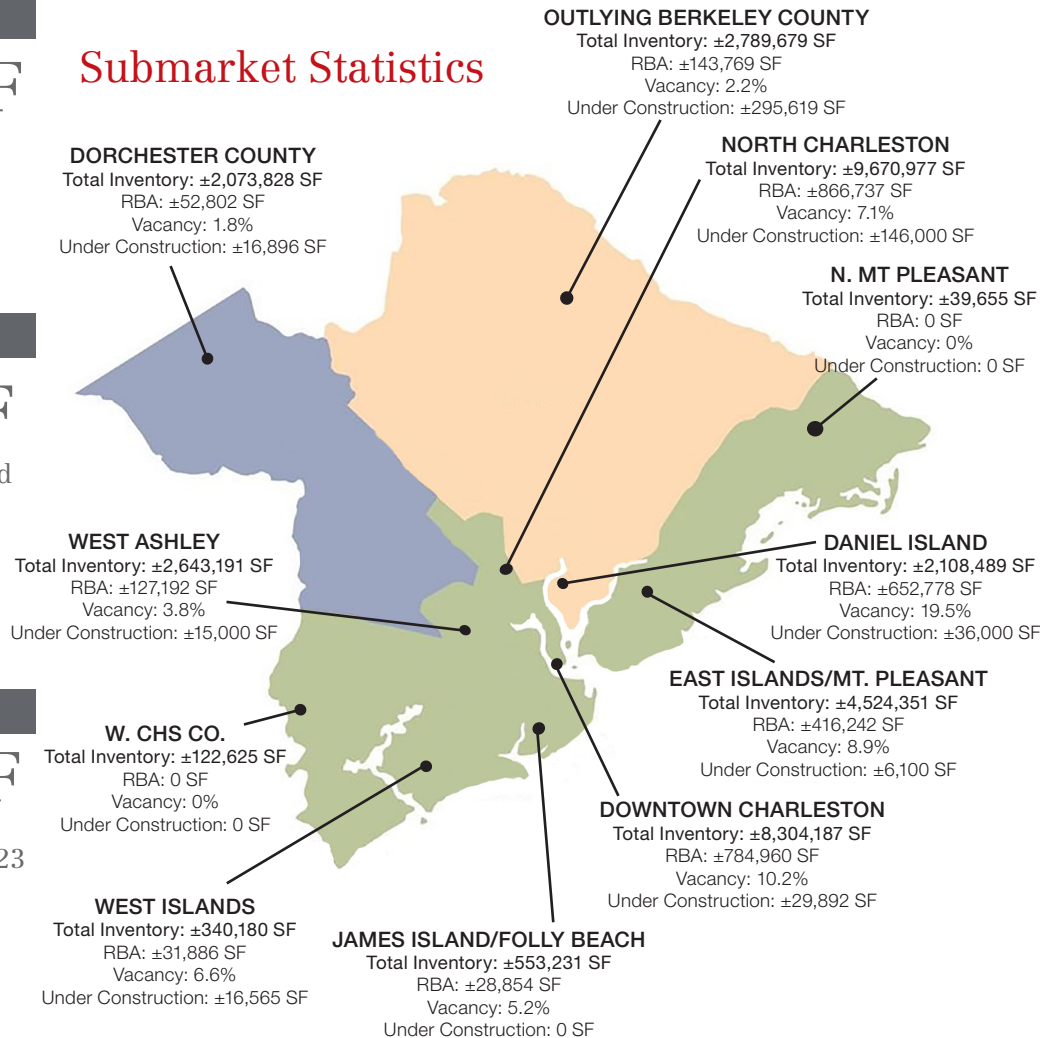 Submarket Statistics
OUTLYING BERKELEY COUNTY
Total Inventory: ±2,789,679 SF
RBA: ±143,769 SF
Vacancy: 2.2%
Under Construction: ±295,619 SF
DORCHESTER COUNTY
Total Inventory: ±2,073,828 SF
RBA: ±52,802 SF
Vacancy: 1.8%
Under Construction: ±16,896 SF
NORTH CHARLESTON
Total Inventory: ±9,670,977 SF
RBA: ±866,737 SF
Vacancy: 7.1%
Under Construction: ±146,000 SF
N. MT PLEASANT
Total Inventory: ±39,655 SF
RBA: 0 SF
Vacancy: 0%
Under Construction: 0 SF
WEST ASHLEY
Total Inventory: ±2,643,191 SF
RBA: ±127,192 SF
Vacancy: 3.8%
Under Construction: ±15,000 SF
DANIEL ISLAND
Total Inventory: ±2,108,489 SF
RBA: ±652,778 SF
Vacancy: 19.5%
Under Construction: ±36,000 SF
EAST ISLANDS/MT. PLEASANT
Total Inventory: ±4,524,351 SF
RBA: ±416,242 SF
Vacancy: 8.9%
Under Construction: ±6,100 SF
W. CHS CO.
Total Inventory: ±122,625 SF
RBA: 0 SF
Vacancy: 0%
Under Construction: 0 SF
DOWNTOWN CHARLESTON
Total Inventory: ±8,304,187 SF
RBA: ±784,960 SF
Vacancy: 10.2%
Under Construction: ±29,892 SF
WEST ISLANDS
Total Inventory: ±340,180 SF
RBA: ±31,886 SF
Vacancy: 6.6%
Under Construction: ±16,565 SF
JAMES ISLAND/FOLLY BEACH
Total Inventory: ±553,231 SF
RBA: ±28,854 SF
Vacancy: 5.2%
Under Construction: 0 SF
d
23